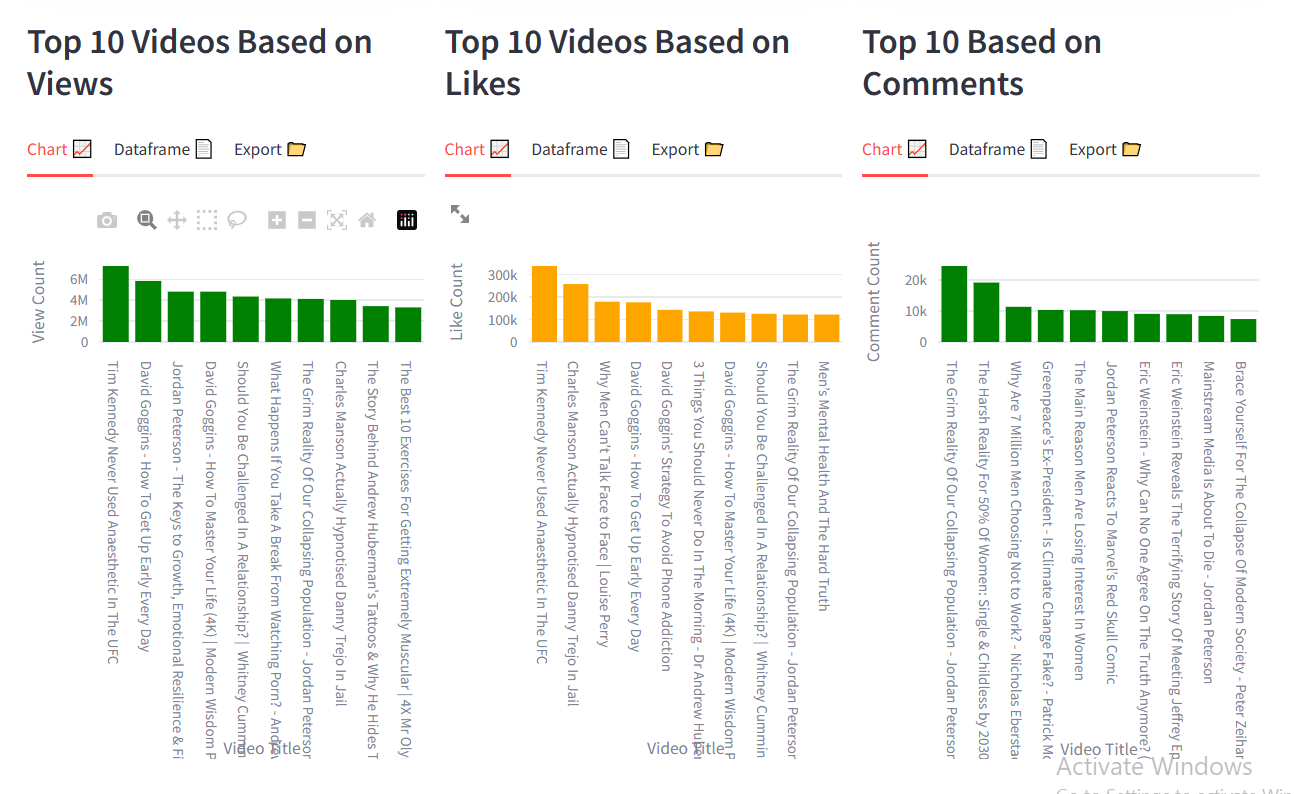 Top 10 Videos Based on
Views
Chart
Dataframe
Export
View Count
6M
4M
2M
0
Tim Kennedy Never Used Anaesthetic In The UFC
David Goggins - How To Get Up Early Every Day
Jordan Peterson - The Keys to Growth, Emotional Resilience & Fi
David Goggins - How To Master Your Life (4K) | Modern Wisdom P
Should You Be Challenged In A Relationship? | Whitney Cummin
What Happens If You Take A Break From Watching Porn? - Andre
The Grim Reality Of Our Collapsing Population - Jordan Peterson
Charles Manson Actually Hypnotised Danny Trejo In Jail
The Story Behind Andrew Huberman's Tattoos & Why He Hides T
The Best 10 Exercises For Getting Extremely Muscular | 4X Mr Oly
Video Title
Top 10 Videos Based on
Likes
Chart
Dataframe
Export
Like Count
300k
200k
100k
0
Tim Kennedy Never Used Anaesthetic In The UFC
Charles Manson Actually Hypnotised Danny Trejo In Jail
Why Men Can't Talk Face to Face | Louise Perry
David Goggins - How To Get Up Early Every Day
David Goggins' Strategy To Avoid Phone Addiction
3 Things You Should Never Do In The Morning - Dr Andrew Huber
David Goggins - How To Master Your Life (4K) | Modern Wisdom P
Should You Be Challenged In A Relationship? | Whitney Cummin
The Grim Reality Of Our Collapsing Population - Jordan Peterson
Men's Mental Health And The Hard Truth
Video Title
Top 10 Based on
Comments
Chart
Dataframe
Export
Comment Count
20k
10k
0
The Grim Reality Of Our Collapsing Population - Jordan Peterson
The Harsh Reality For 50% Of Women: Single & Childless by 2030
Why Are 7 Million Men Choosing Not to Work? - Nicholas Eberstad
Greenpeace's Ex-President - Is Climate Change Fake? - Patrick Mo
The Main Reason Men Are Losing Interest In Women
Jordan Peterson Reacts To Marvel's Red Skull Comic
Eric Weinstein - Why Can No One Agree On The Truth Anymore? (
Eric Weinstein Reveals The Terrifying Story Of Meeting Jeffrey Ep
Mainstream Media Is About To Die - Jordan Peterson
Brace Yourself For The Collapse Of Modern Society - Peter Zeihan
Video Title
Activate Windows
Go to Settings to activate Win